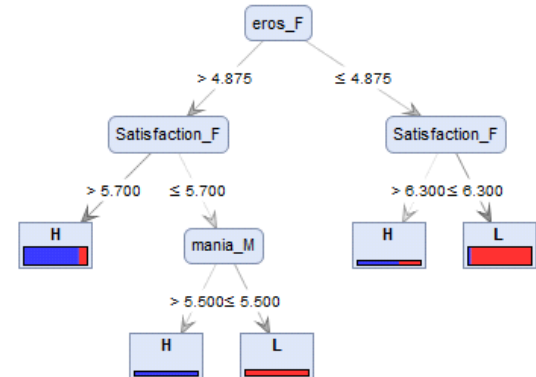 eros_F
> 4.875 ≤ 4.875
Satisfaction_F Satisfaction_F
> 5.700 ≤ 5.700 > 6.300 ≤ 6.300
H mania_M H L
> 5.500 ≤ 5.500
H L